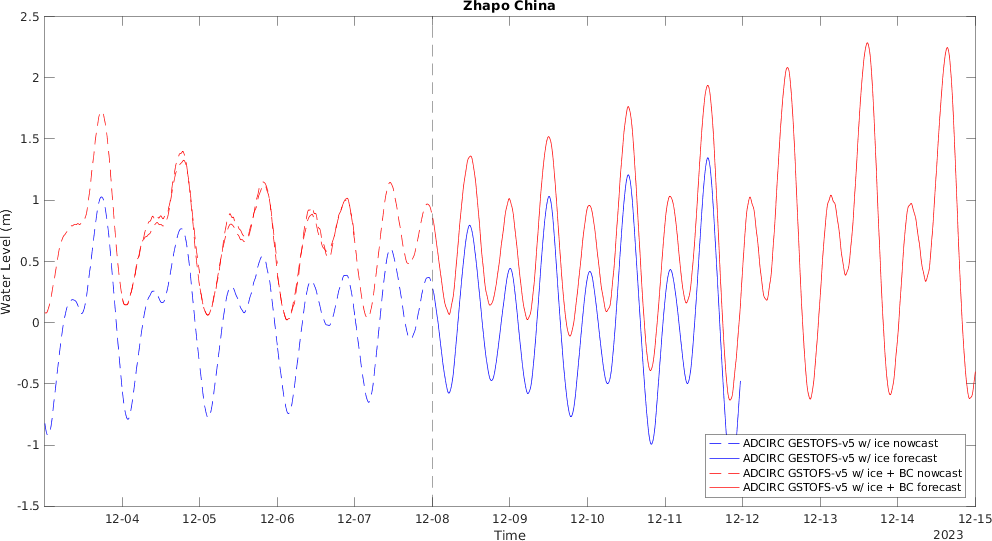 Zhapo China
2.5
2
1.5
1
0.5
0
-0.5
-1
-1.5
Water Level (m)
ADCIRC GESTOFS-v5 w/ ice nowcast
ADCIRC GESTOFS-v5 w/ ice forecast
ADCIRC GSTOFS-v5 w/ ice + BC nowcast
ADCIRC GSTOFS-v5 w/ ice + BC forecast
12-04 12-05 12-06 12-07 12-08 12-09 12-10 12-11 12-12 12-13 12-14 12-15
Time
2023